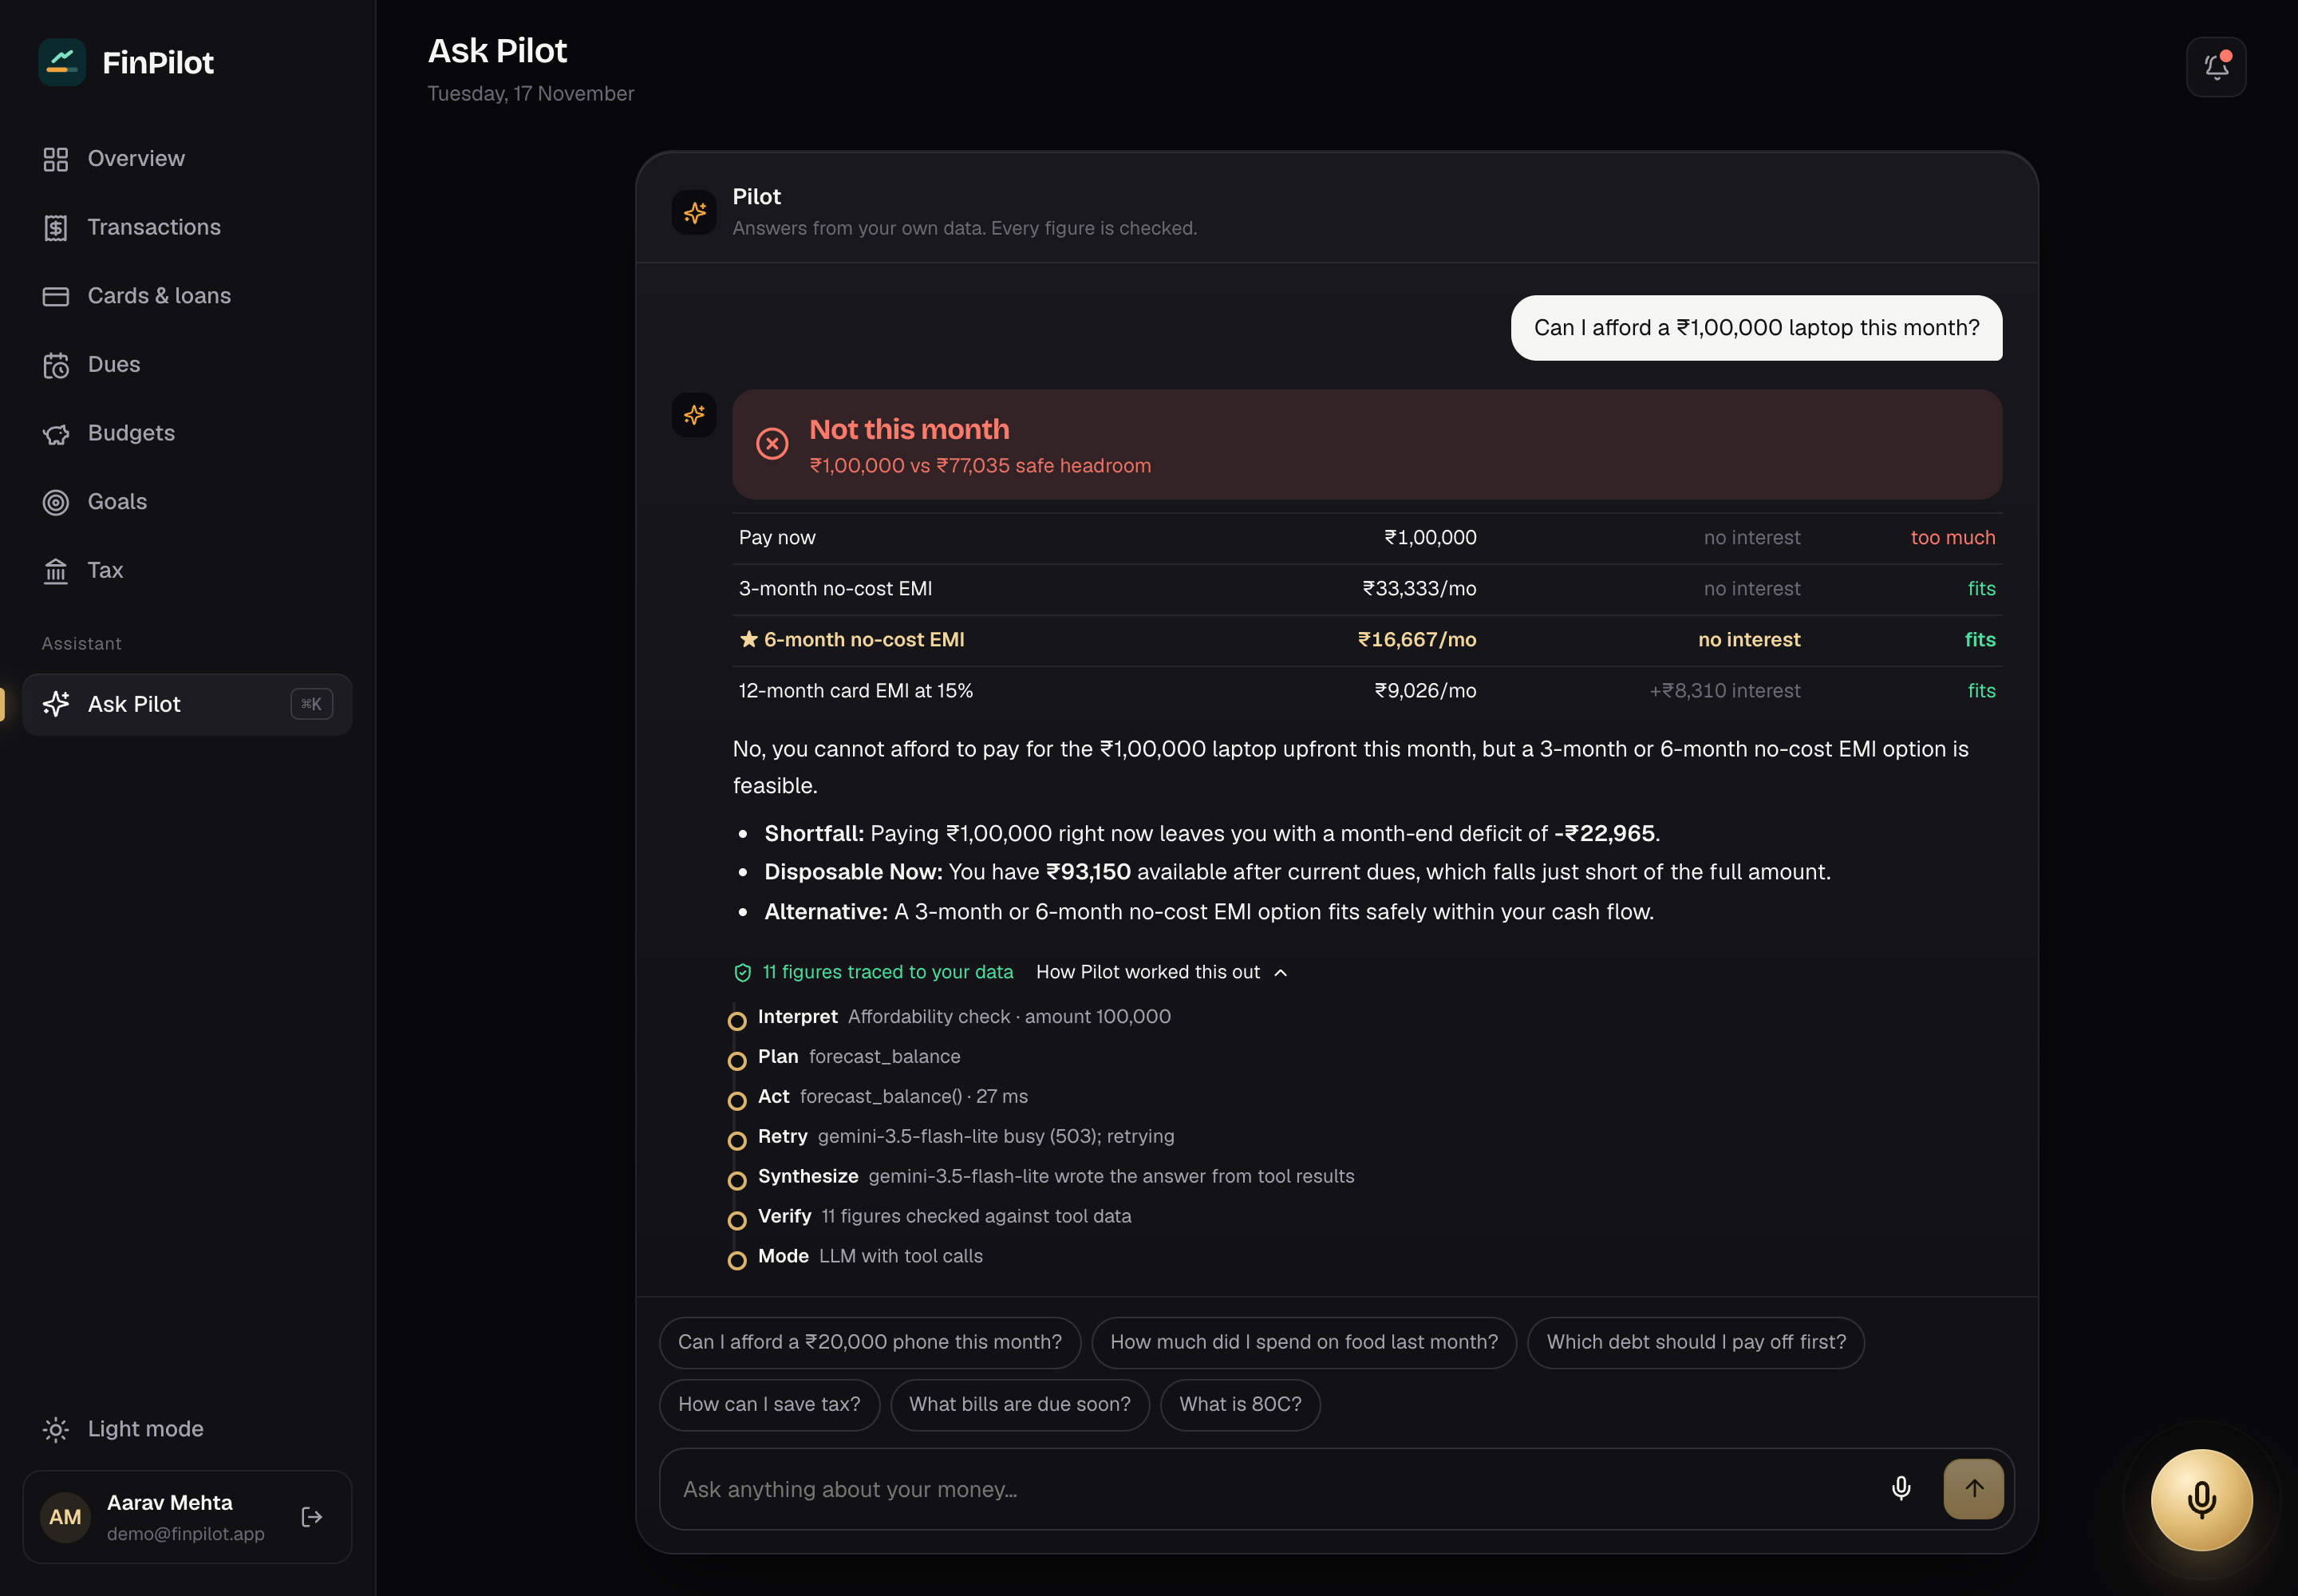 FinPilot
Overview
Transactions
Cards & loans
Dues
Budgets
Goals
Tax
Assistant
Ask Pilot ⌘K
Light mode
AM
Aarav Mehta
demo@finpilot.app
Ask Pilot
Tuesday, 17 November
Pilot
Answers from your own data. Every figure is checked.
Can I afford a ₹1,00,000 laptop this month?
Not this month
₹1,00,000 vs ₹77,035 safe headroom
Pay now ₹1,00,000 no interest too much
3-month no-cost EMI ₹33,333/mo no interest fits
★ 6-month no-cost EMI ₹16,667/mo no interest fits
12-month card EMI at 15% ₹9,026/mo +₹8,310 interest fits
No, you cannot afford to pay for the ₹1,00,000 laptop upfront this month, but a 3-month or 6-month no-cost EMI option is
feasible.
• Shortfall: Paying ₹1,00,000 right now leaves you with a month-end deficit of -₹22,965.
• Disposable Now: You have ₹93,150 available after current dues, which falls just short of the full amount.
• Alternative: A 3-month or 6-month no-cost EMI option fits safely within your cash flow.
11 figures traced to your data How Pilot worked this out
Interpret Affordability check · amount 100,000
Plan forecast_balance
Act forecast_balance() · 27 ms
Retry gemini-3.5-flash-lite busy (503); retrying
Synthesize gemini-3.5-flash-lite wrote the answer from tool results
Verify 11 figures checked against tool data
Mode LLM with tool calls
Can I afford a ₹20,000 phone this month? How much did I spend on food last month? Which debt should I pay off first?
How can I save tax? What bills are due soon? What is 80C?
Ask anything about your money…